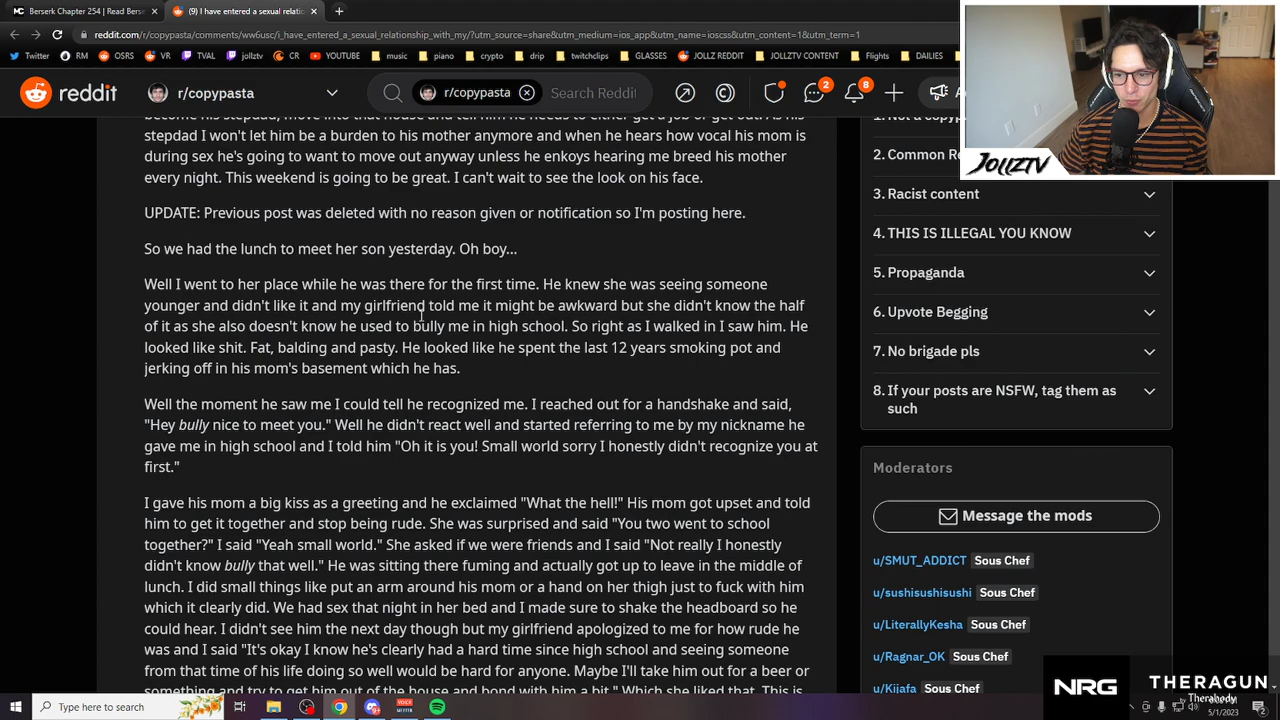 Berserk Chapter 254 | Read Berse
(9) I have entered a sexual relatio
reddit.com/r/copypasta/comments/ww6usc/i_have_entered_a_sexual_relationship_with_my/?utm_source=share&utm_medium=ios_app&utm_name=ioscss&utm_content=1&utm_term=1
Twitter
RM
OSRS
VR
TVAL
CR
YOUTUBE
music
piano
crypto
drip
twitchclips
GLASSES
JOLLZ REDDIT
JOLLZTV CONTENT
Flights
DAILIES
reddit
r/copypasta
r/copypasta
Search Reddit
2
8
JOLLZTV
become his stepdad, move into that house and tell him he needs to either get a job or get out. As his
stepdad I won't let him be a burden to his mother anymore and when he hears how vocal his mom is
during sex he's going to want to move out anyway unless he enkoys hearing me breed his mother
every night. This weekend is going to be great. I can't wait to see the look on his face.
UPDATE: Previous post was deleted with no reason given or notification so I'm posting here.
So we had the lunch to meet her son yesterday. Oh boy...
Well I went to her place while he was there for the first time. He knew she was seeing someone
younger and didn't like it and my girlfriend told me it might be awkward but she didn't know the half
of it as she also doesn't know he used to bully me in high school. So right as I walked in I saw him. He
looked like shit. Fat, balding and pasty. He looked like he spent the last 12 years smoking pot and
jerking off in his mom's basement which he has.
Well the moment he saw me I could tell he recognized me. I reached out for a handshake and said,
"Hey bully nice to meet you." Well he didn't react well and started referring to me by my nickname he
gave me in high school and I told him "Oh it is you! Small world sorry I honestly didn't recognize you at
first."
I gave his mom a big kiss as a greeting and he exclaimed "What the hell!" His mom got upset and told
him to get it together and stop being rude. She was surprised and said "You two went to school
together?" I said "Yeah small world." She asked if we were friends and I said "Not really I honestly
didn't know bully that well." He was sitting there fuming and actually got up to leave in the middle of
lunch. I did small things like put an arm around his mom or a hand on her thigh just to fuck with him
which it clearly did. We had sex that night in her bed and I made sure to shake the headboard so he
could hear. I didn't see him the next day though but my girlfriend apologized to me for how rude he
was and I said "It's okay I know he's clearly had a hard time since high school and seeing someone
from that time of his life doing so well would be hard for anyone. Maybe I'll take him out for a beer or
something and try to get him out of the house and bond with him a bit." Which she liked that. This is
2. Common Re
3. Racist content
4. THIS IS ILLEGAL YOU KNOW
5. Propaganda
6. Upvote Begging
7. No brigade pls
8. If your posts are NSFW, tag them as
such
Moderators
Message the mods
u/SMUT_ADDICT Sous Chef
u/sushisushisushi Sous Chef
u/LiterallyKesha Sous Chef
u/Ragnar_OK Sous Chef
u/Kijafa Sous Chef
NRG
THERAGUN
Therabody
Type here to search
5/1/2023
2